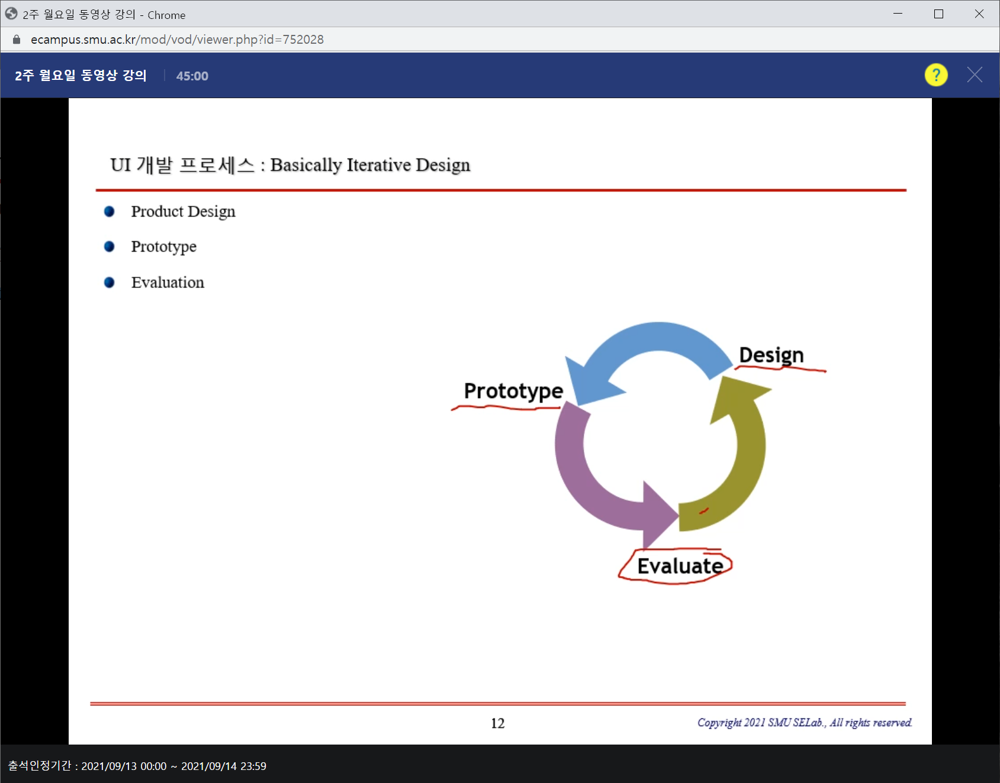 2주 월요일 동영상 강의 - Chrome
ecampus.smu.ac.kr/mod/vod/viewer.php?id=752028
2주 월요일 동영상 강의 45:00
?
UI 개발 프로세스 : Basically Iterative Design
Product Design
Prototype
Evaluation
Design
Prototype
Evaluate
12
Copyright 2021 SMU SELab., All rights reserved.
출석인정기간 : 2021/09/13 00:00 ~ 2021/09/14 23:59